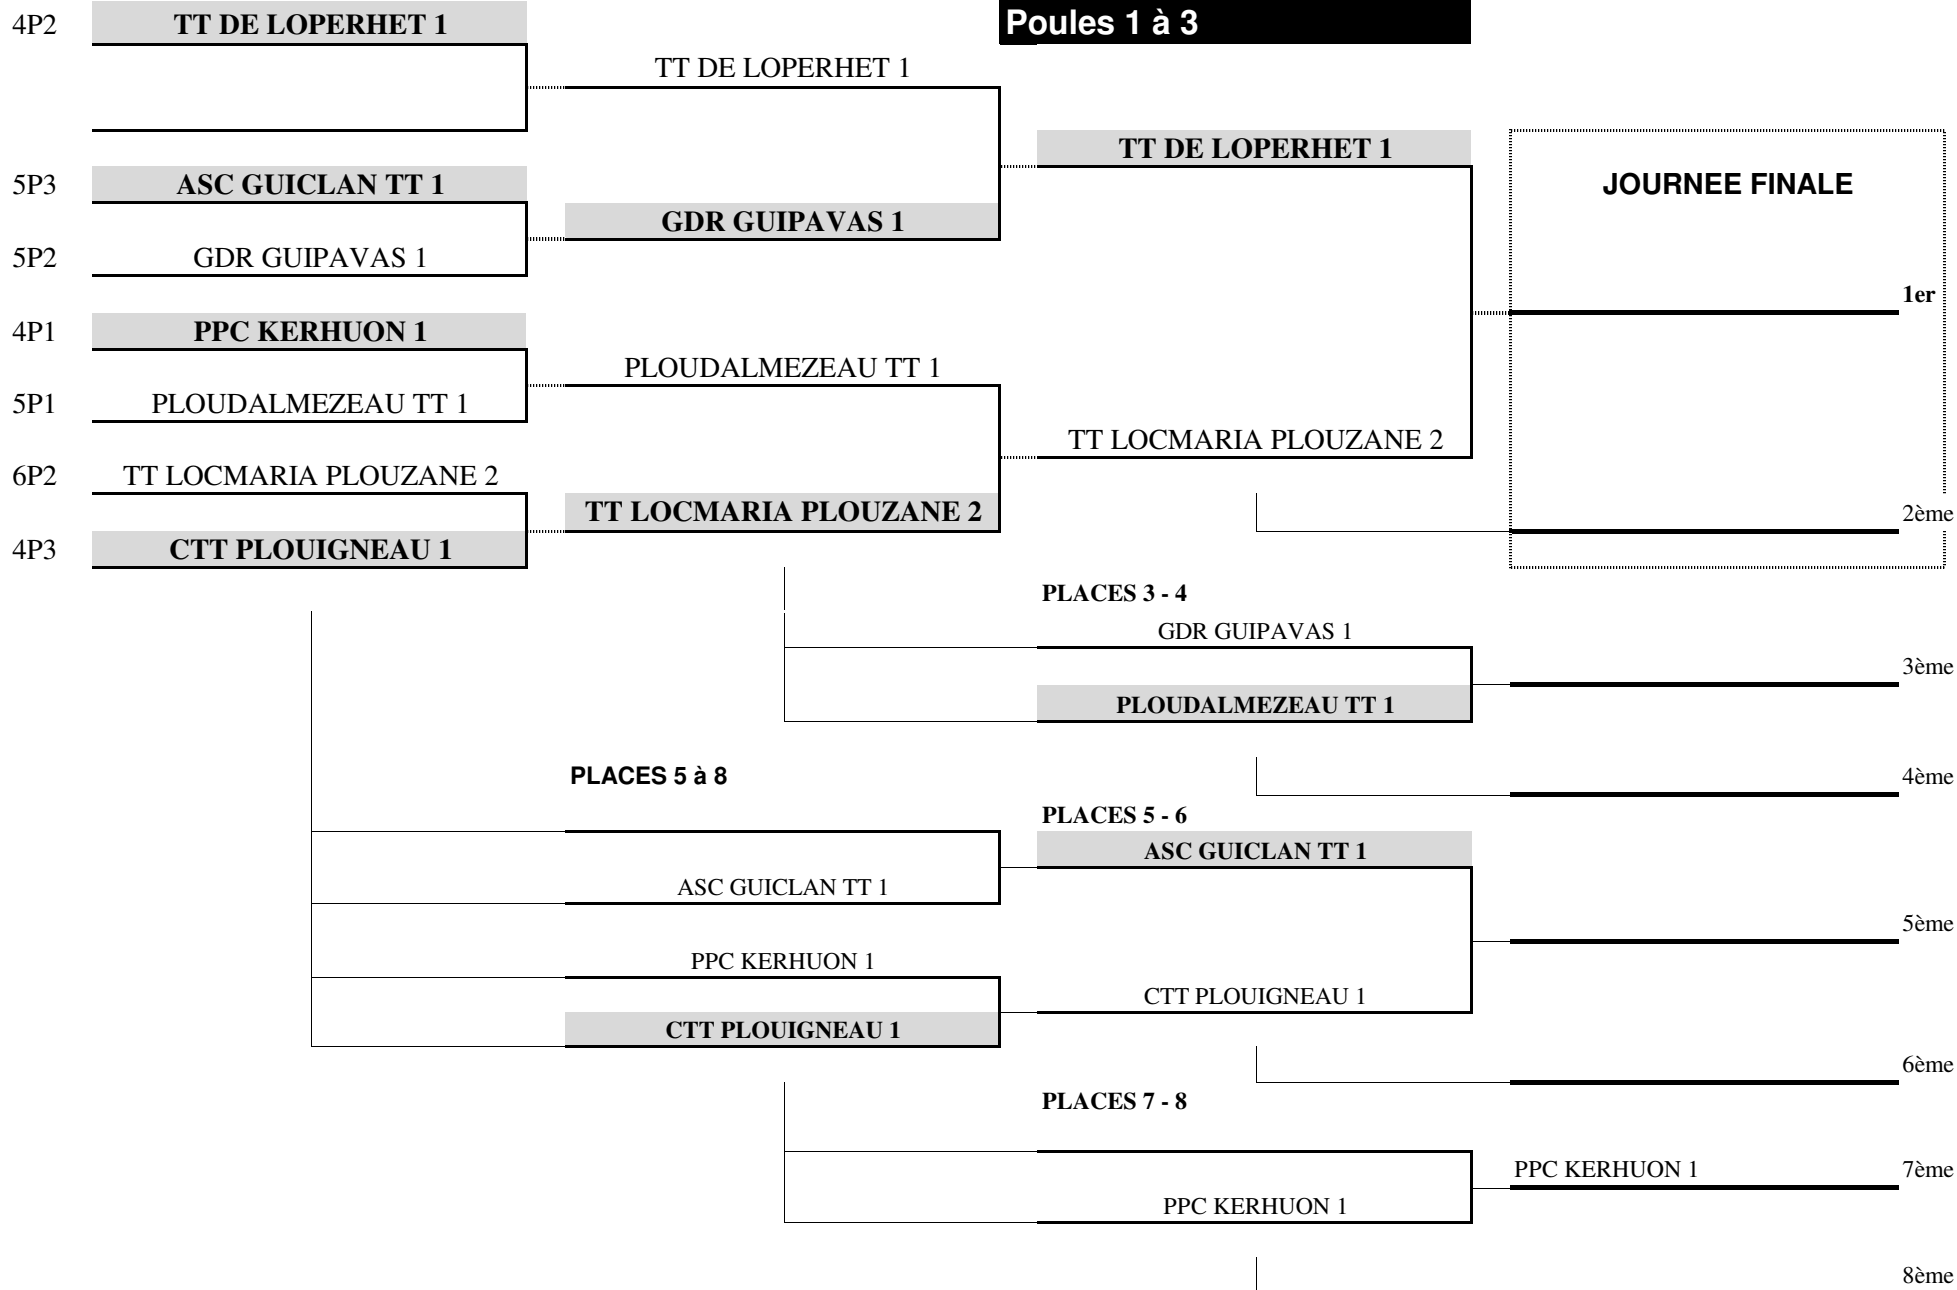 4P2 TT DE LOPERHET 1 Poules 1 à 3
TT DE LOPERHET 1
TT DE LOPERHET 1
5P3 ASC GUICLAN TT 1 JOURNEE FINALE
GDR GUIPAVAS 1
5P2 GDR GUIPAVAS 1
1er
4P1 PPC KERHUON 1
PLOUDALMEZEAU TT 1
5P1 PLOUDALMEZEAU TT 1
TT LOCMARIA PLOUZANE 2
6P2 TT LOCMARIA PLOUZANE 2
TT LOCMARIA PLOUZANE 2 2ème
4P3 CTT PLOUIGNEAU 1
PLACES 3 - 4
GDR GUIPAVAS 1
3ème
PLOUDALMEZEAU TT 1
PLACES 5 à 8 4ème
PLACES 5 - 6
ASC GUICLAN TT 1
ASC GUICLAN TT 1
5ème
PPC KERHUON 1
CTT PLOUIGNEAU 1
CTT PLOUIGNEAU 1
6ème
PLACES 7 - 8
PPC KERHUON 1 7ème
PPC KERHUON 1
8ème